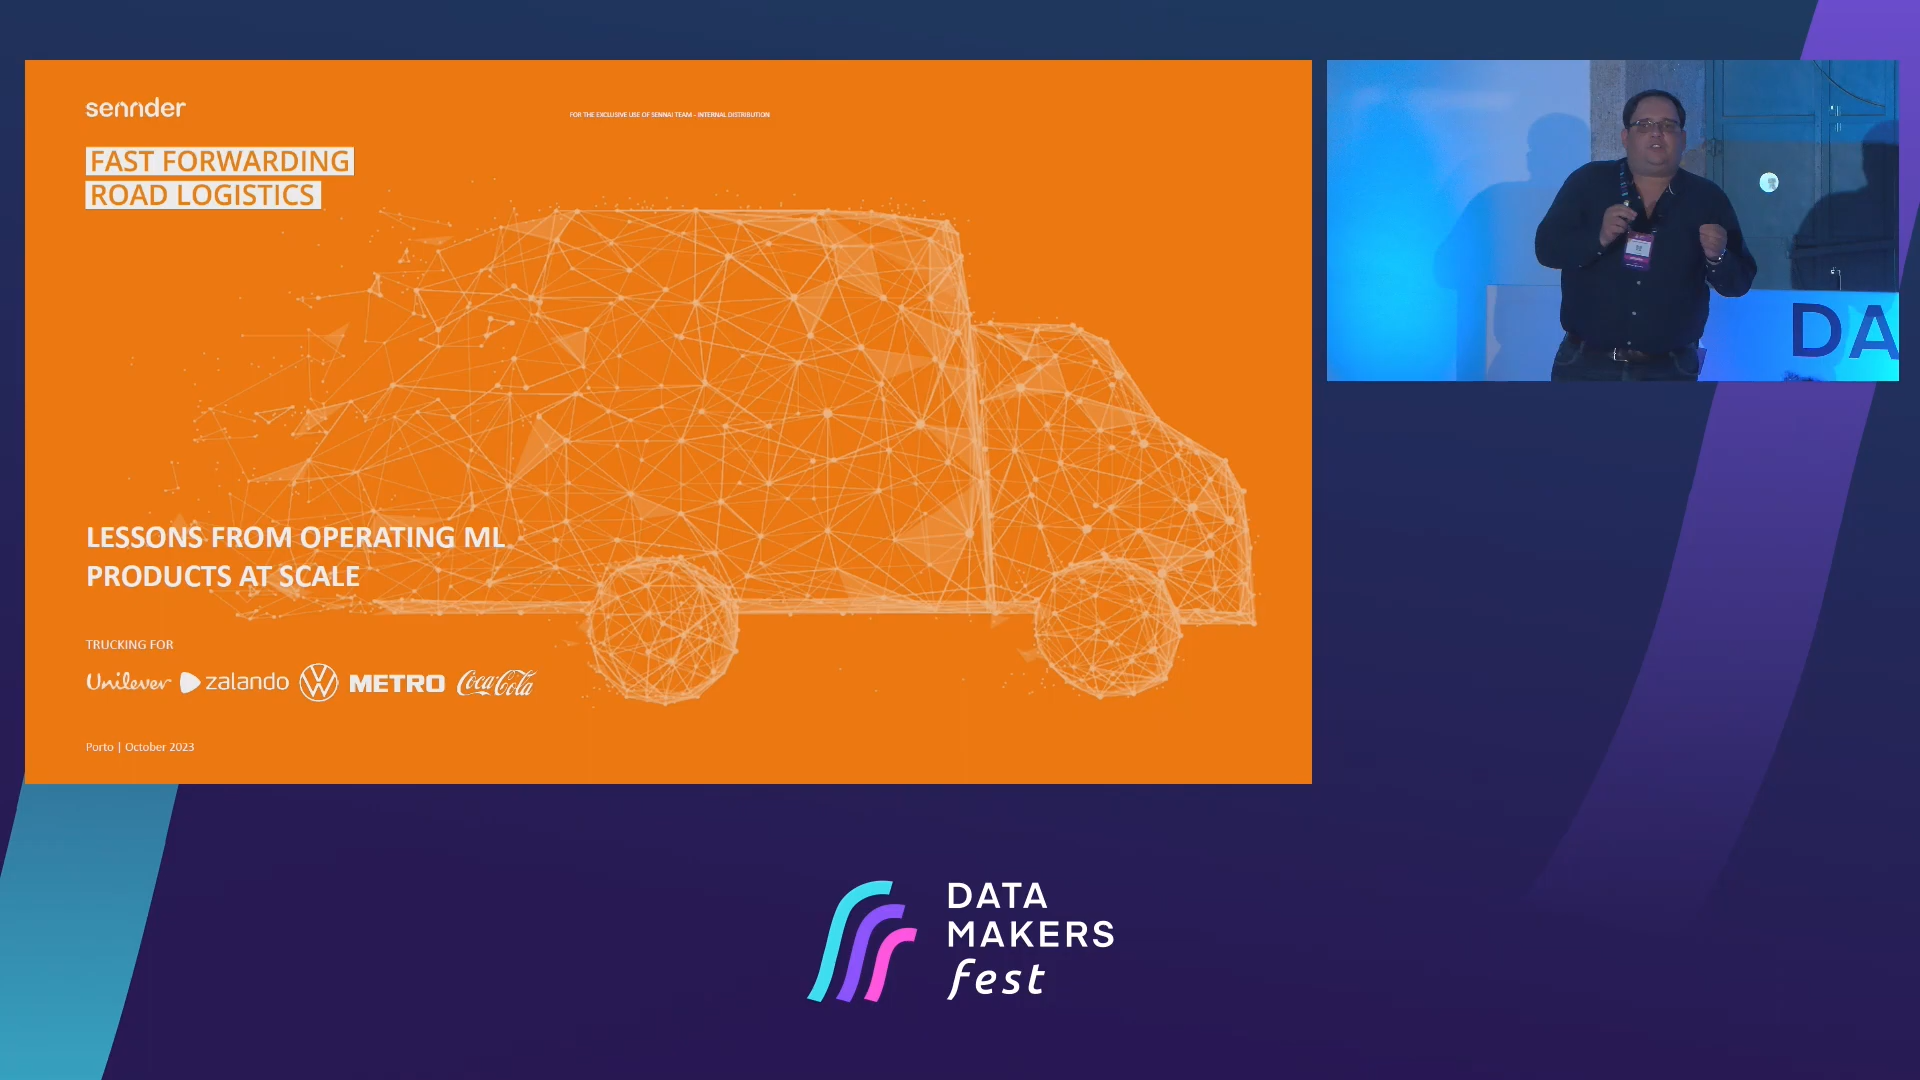 sennder
FOR THE EXCLUSIVE USE OF SENNAI TEAM - INTERNAL DISTRIBUTION
FAST FORWARDING
ROAD LOGISTICS
LESSONS FROM OPERATING ML
PRODUCTS AT SCALE
TRUCKING FOR
Unilever zalando VW METRO Coca-Cola
Porto | October 2023
DA
DATA
MAKERS
fest